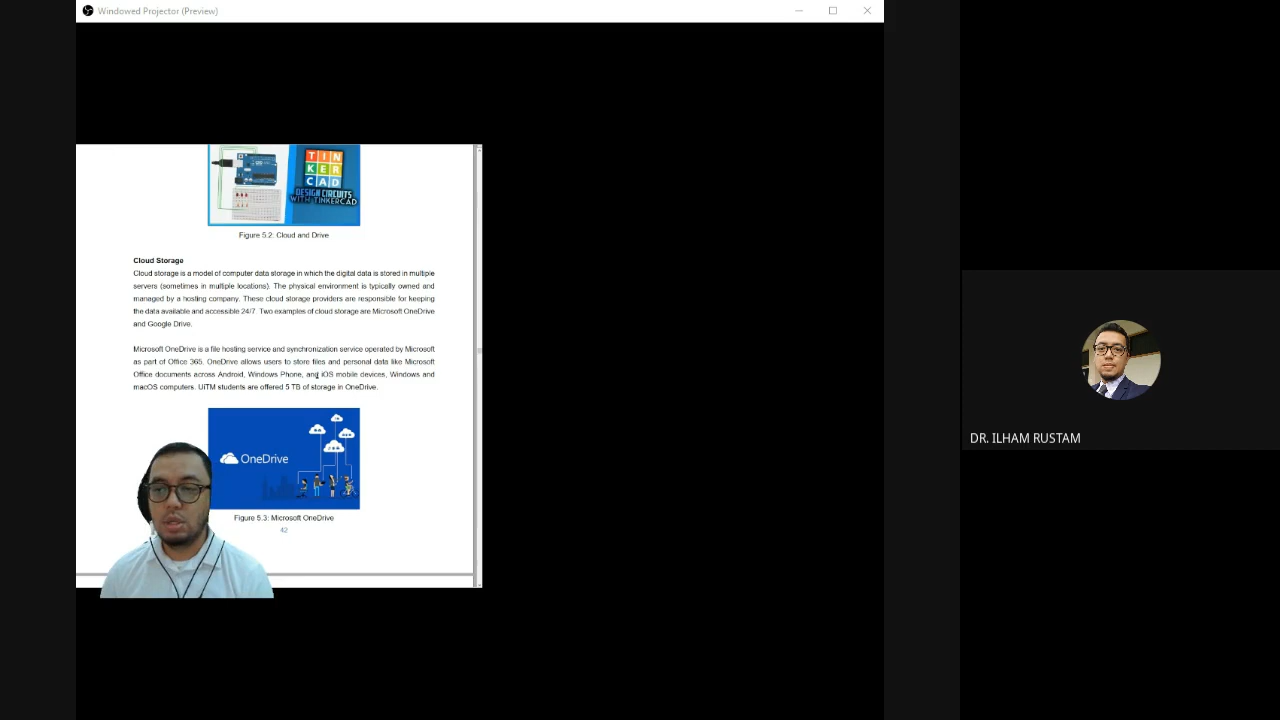 Windowed Projector (Preview)
TIN
KER
CAD
DESIGN CIRCUITS
WITH TINKERCAD
Figure 5.2: Cloud and Drive
Cloud Storage
Cloud storage is a model of computer data storage in which the digital data is stored in multiple
servers (sometimes in multiple locations). The physical environment is typically owned and
managed by a hosting company. These cloud storage providers are responsible for keeping
the data available and accessible 24/7. Two examples of cloud storage are Microsoft OneDrive
and Google Drive.
Microsoft OneDrive is a file hosting service and synchronization service operated by Microsoft
as part of Office 365. OneDrive allows users to store files and personal data like Microsoft
Office documents across Android, Windows Phone, and iOS mobile devices, Windows and
macOS computers. UiTM students are offered 5 TB of storage in OneDrive.
OneDrive
Figure 5.3: Microsoft OneDrive
42
DR. ILHAM RUSTAM